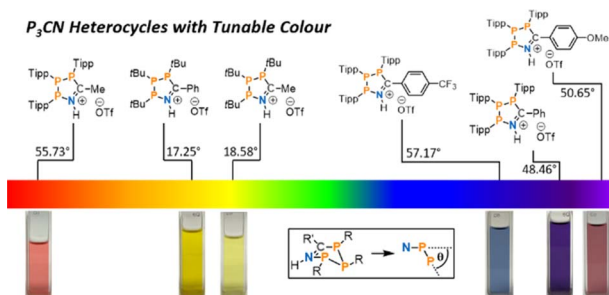 P₃CN Heterocycles with Tunable Colour
Tipp Tipp P P Me Tipp P N ⊕ H ⊖ OTf
tBu tBu P P Ph tBu P N ⊕ H ⊖ OTf
tBu tBu P P Me tBu P N ⊕ H ⊖ OTf
Tipp Tipp P P CF₃ Tipp P N ⊕ H ⊖ OTf
Tipp Tipp P P OMe Tipp P N ⊕ H ⊖ OTf
Tipp Tipp P P Ph Tipp P N ⊕ H ⊖ OTf
55.73° 17.25° 18.58° 57.17° 48.46° 50.65°
R' C P R H N P P R R N P P θ